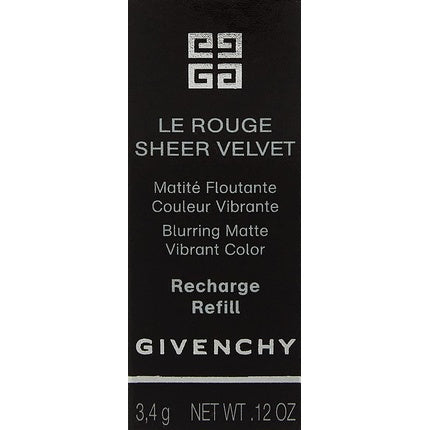 LE ROUGE
SHEER VELVET
Matité Floutante
Couleur Vibrante
Blurring Matte
Vibrant Color
Recharge
Refill
GIVENCHY
3,4 g NET WT. .12 OZ